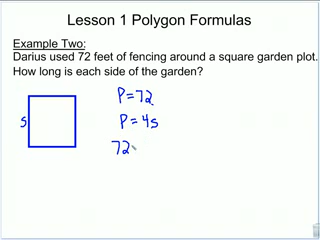 Lesson 1 Polygon Formulas
Example Two:
Darius used 72 feet of fencing around a square garden plot.
How long is each side of the garden?
P = 72
s
P = 4s
72